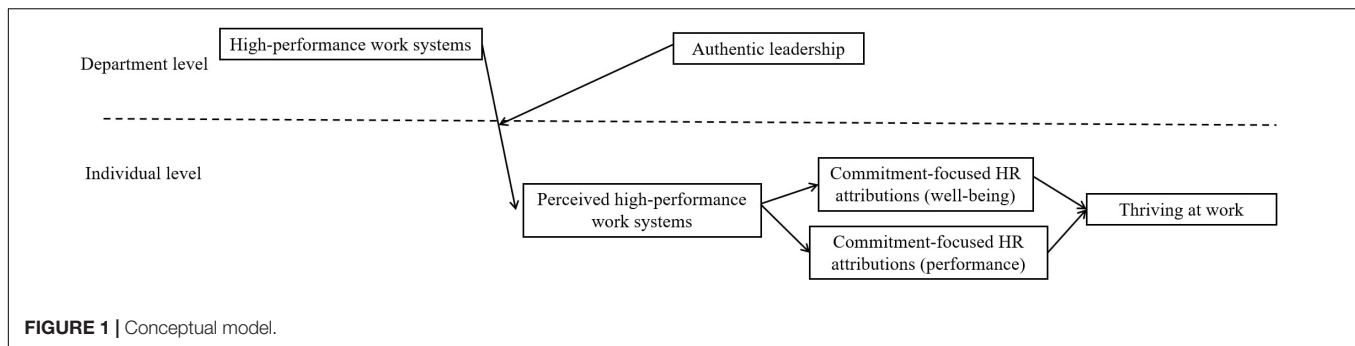 High-performance work systems
Authentic leadership
Department level
Individual level
Perceived high-performance
work systems
Commitment-focused HR
attributions (well-being)
Commitment-focused HR
attributions (performance)
Thriving at work
FIGURE 1 | Conceptual model.